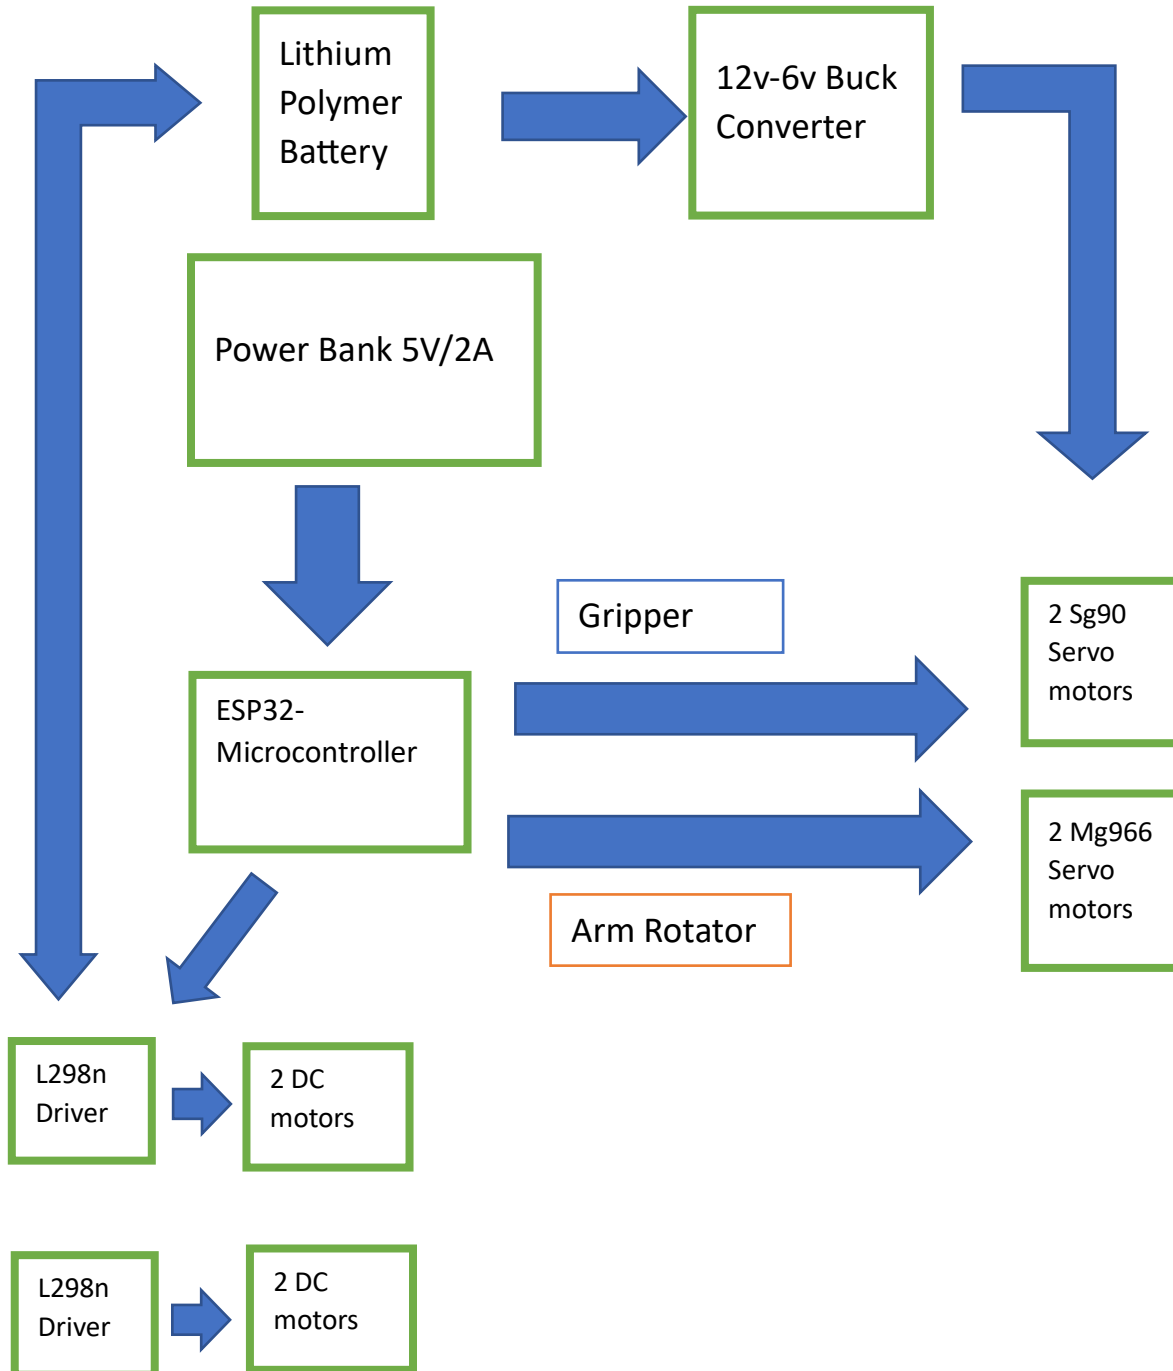 Lithium
Polymer
Battery
12v-6v Buck
Converter
Power Bank 5V/2A
Gripper
2 Sg90
Servo
motors
ESP32-
Microcontroller
2 Mg966
Servo
motors
Arm Rotator
L298n
Driver
2 DC
motors
L298n
Driver
2 DC
motors